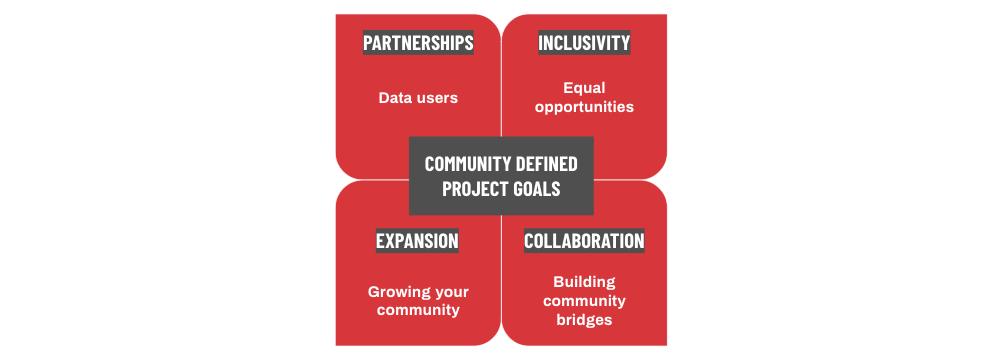 PARTNERSHIPS
Data users
INCLUSIVITY
Equal
opportunities
COMMUNITY DEFINED
PROJECT GOALS
EXPANSION
Growing your
community
COLLABORATION
Building
community
bridges